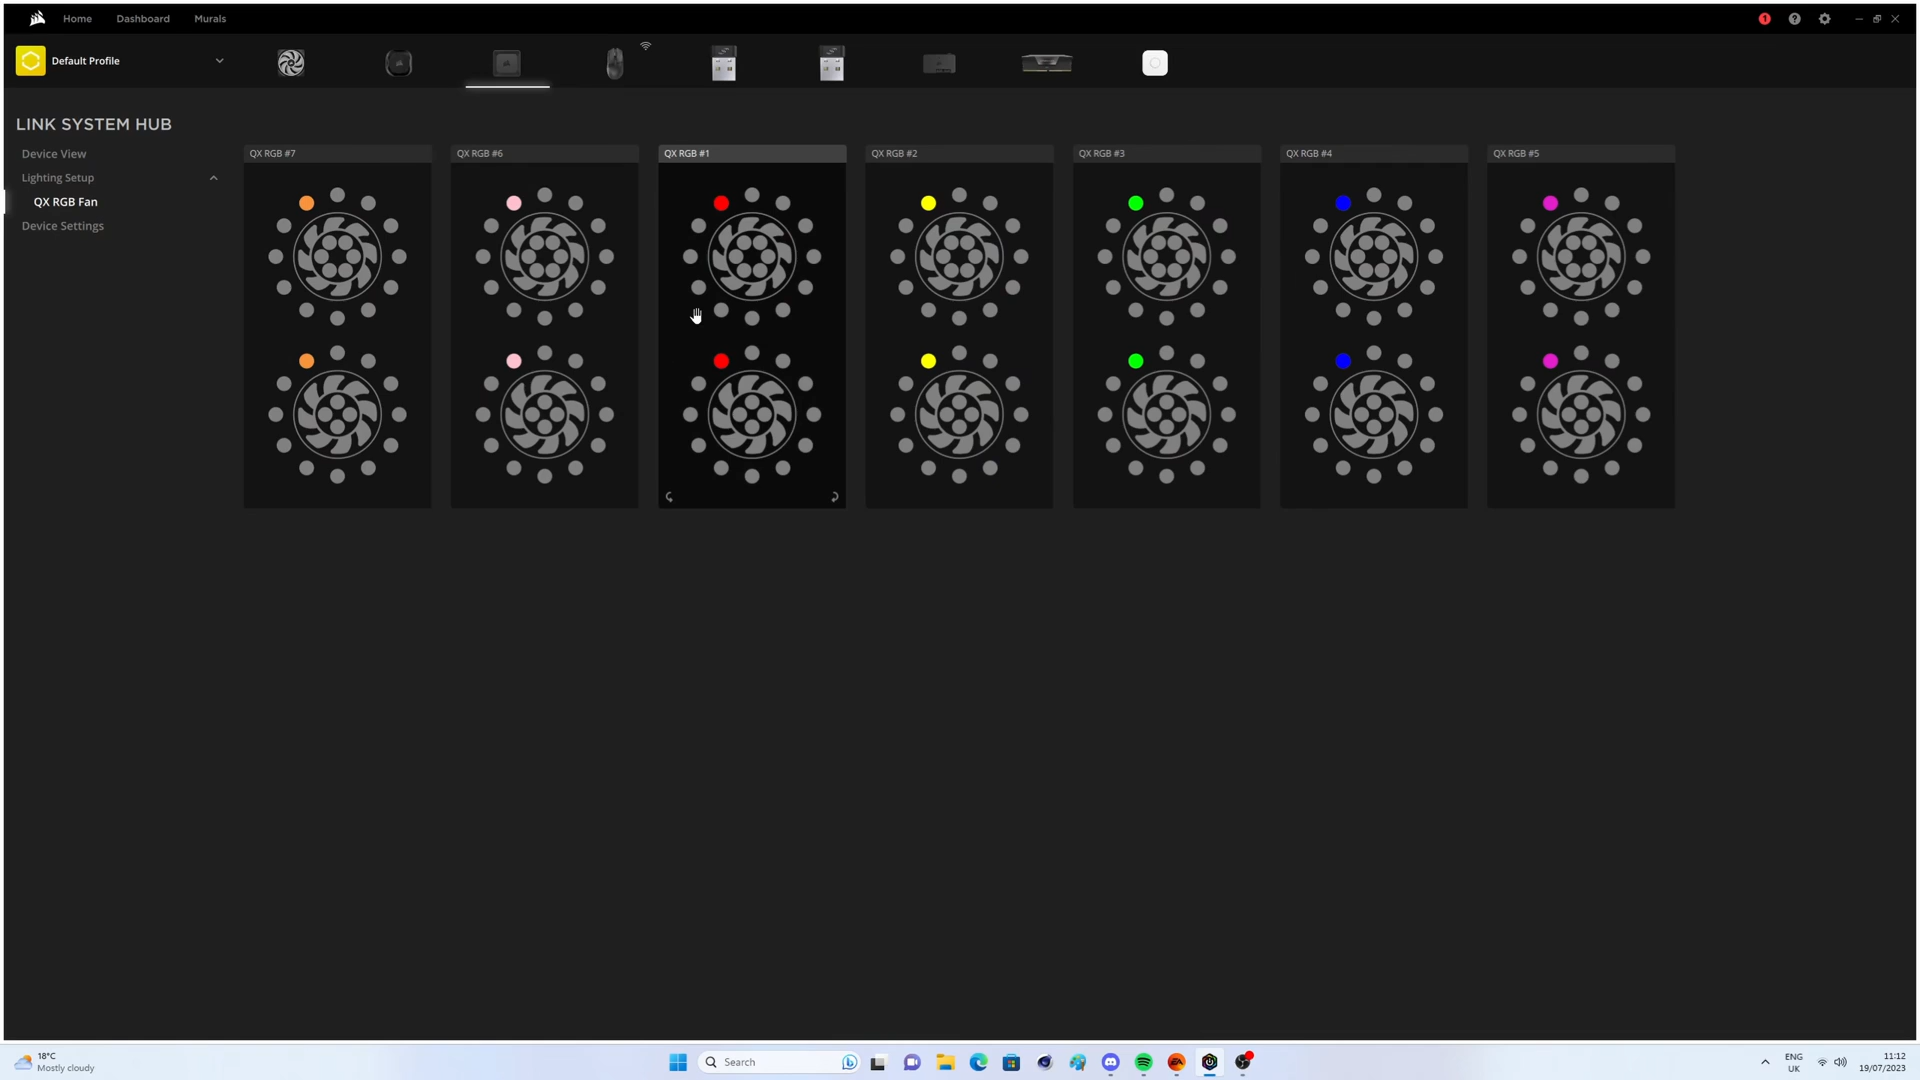 Home Dashboard Murals
1
Default Profile
LINK SYSTEM HUB
Device View
Lighting Setup
QX RGB Fan
Device Settings
QX RGB #7
QX RGB #6
QX RGB #1
QX RGB #2
QX RGB #3
QX RGB #4
QX RGB #5
18°C
Mostly cloudy
Search
ENG
UK
11:12
19/07/2023